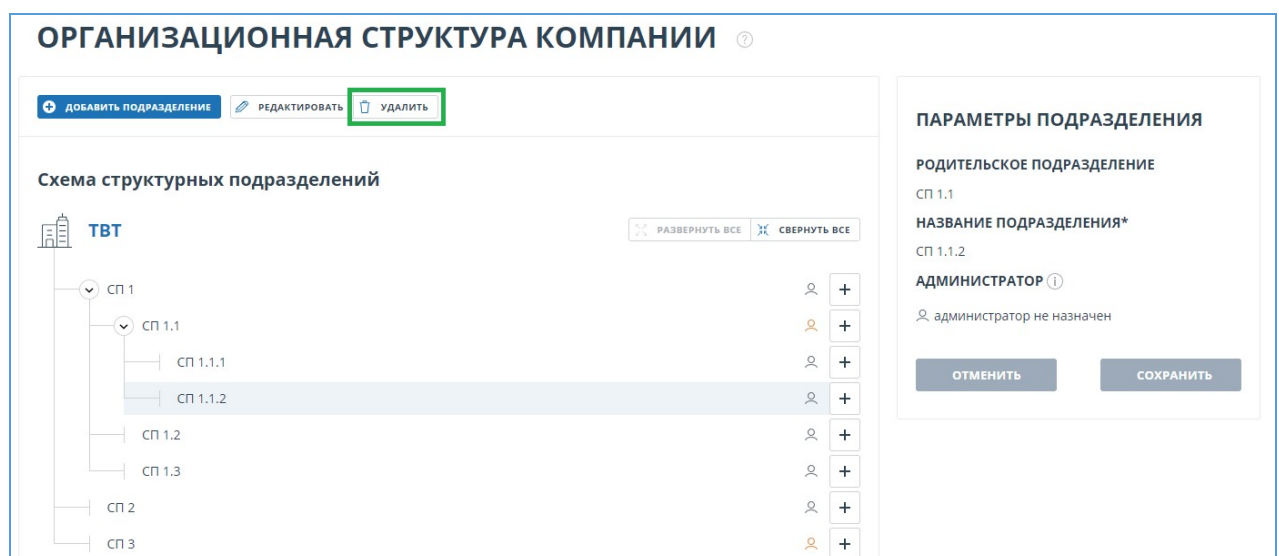 ОРГАНИЗАЦИОННАЯ СТРУКТУРА КОМПАНИИ ?
ДОБАВИТЬ ПОДРАЗДЕЛЕНИЕ РЕДАКТИРОВАТЬ УДАЛИТЬ
Схема структурных подразделений
ТВТ РАЗВЕРНУТЬ ВСЕ СВЕРНУТЬ ВСЕ
СП 1
СП 1.1
СП 1.1.1
СП 1.1.2
СП 1.2
СП 1.3
СП 2
СП 3
ПАРАМЕТРЫ ПОДРАЗДЕЛЕНИЯ
РОДИТЕЛЬСКОЕ ПОДРАЗДЕЛЕНИЕ
СП 1.1
НАЗВАНИЕ ПОДРАЗДЕЛЕНИЯ*
СП 1.1.2
АДМИНИСТРАТОР i
администратор не назначен
ОТМЕНИТЬ СОХРАНИТЬ